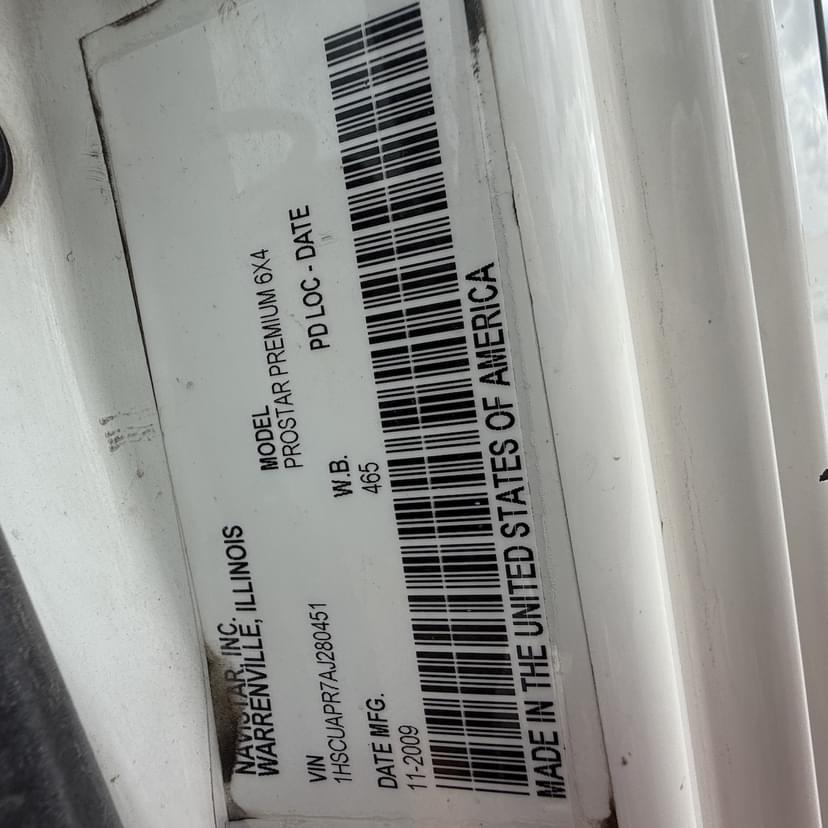 NAVISTAR, INC.
WARRENVILLE, ILLINOIS
MODEL
PROSTAR PREMIUM 6X4
VIN
1HSCUAPR7AJ280451
W.B.
465
PD LOC - DATE
DATE MFG.
11-2009
MADE IN THE UNITED STATES OF AMERICA